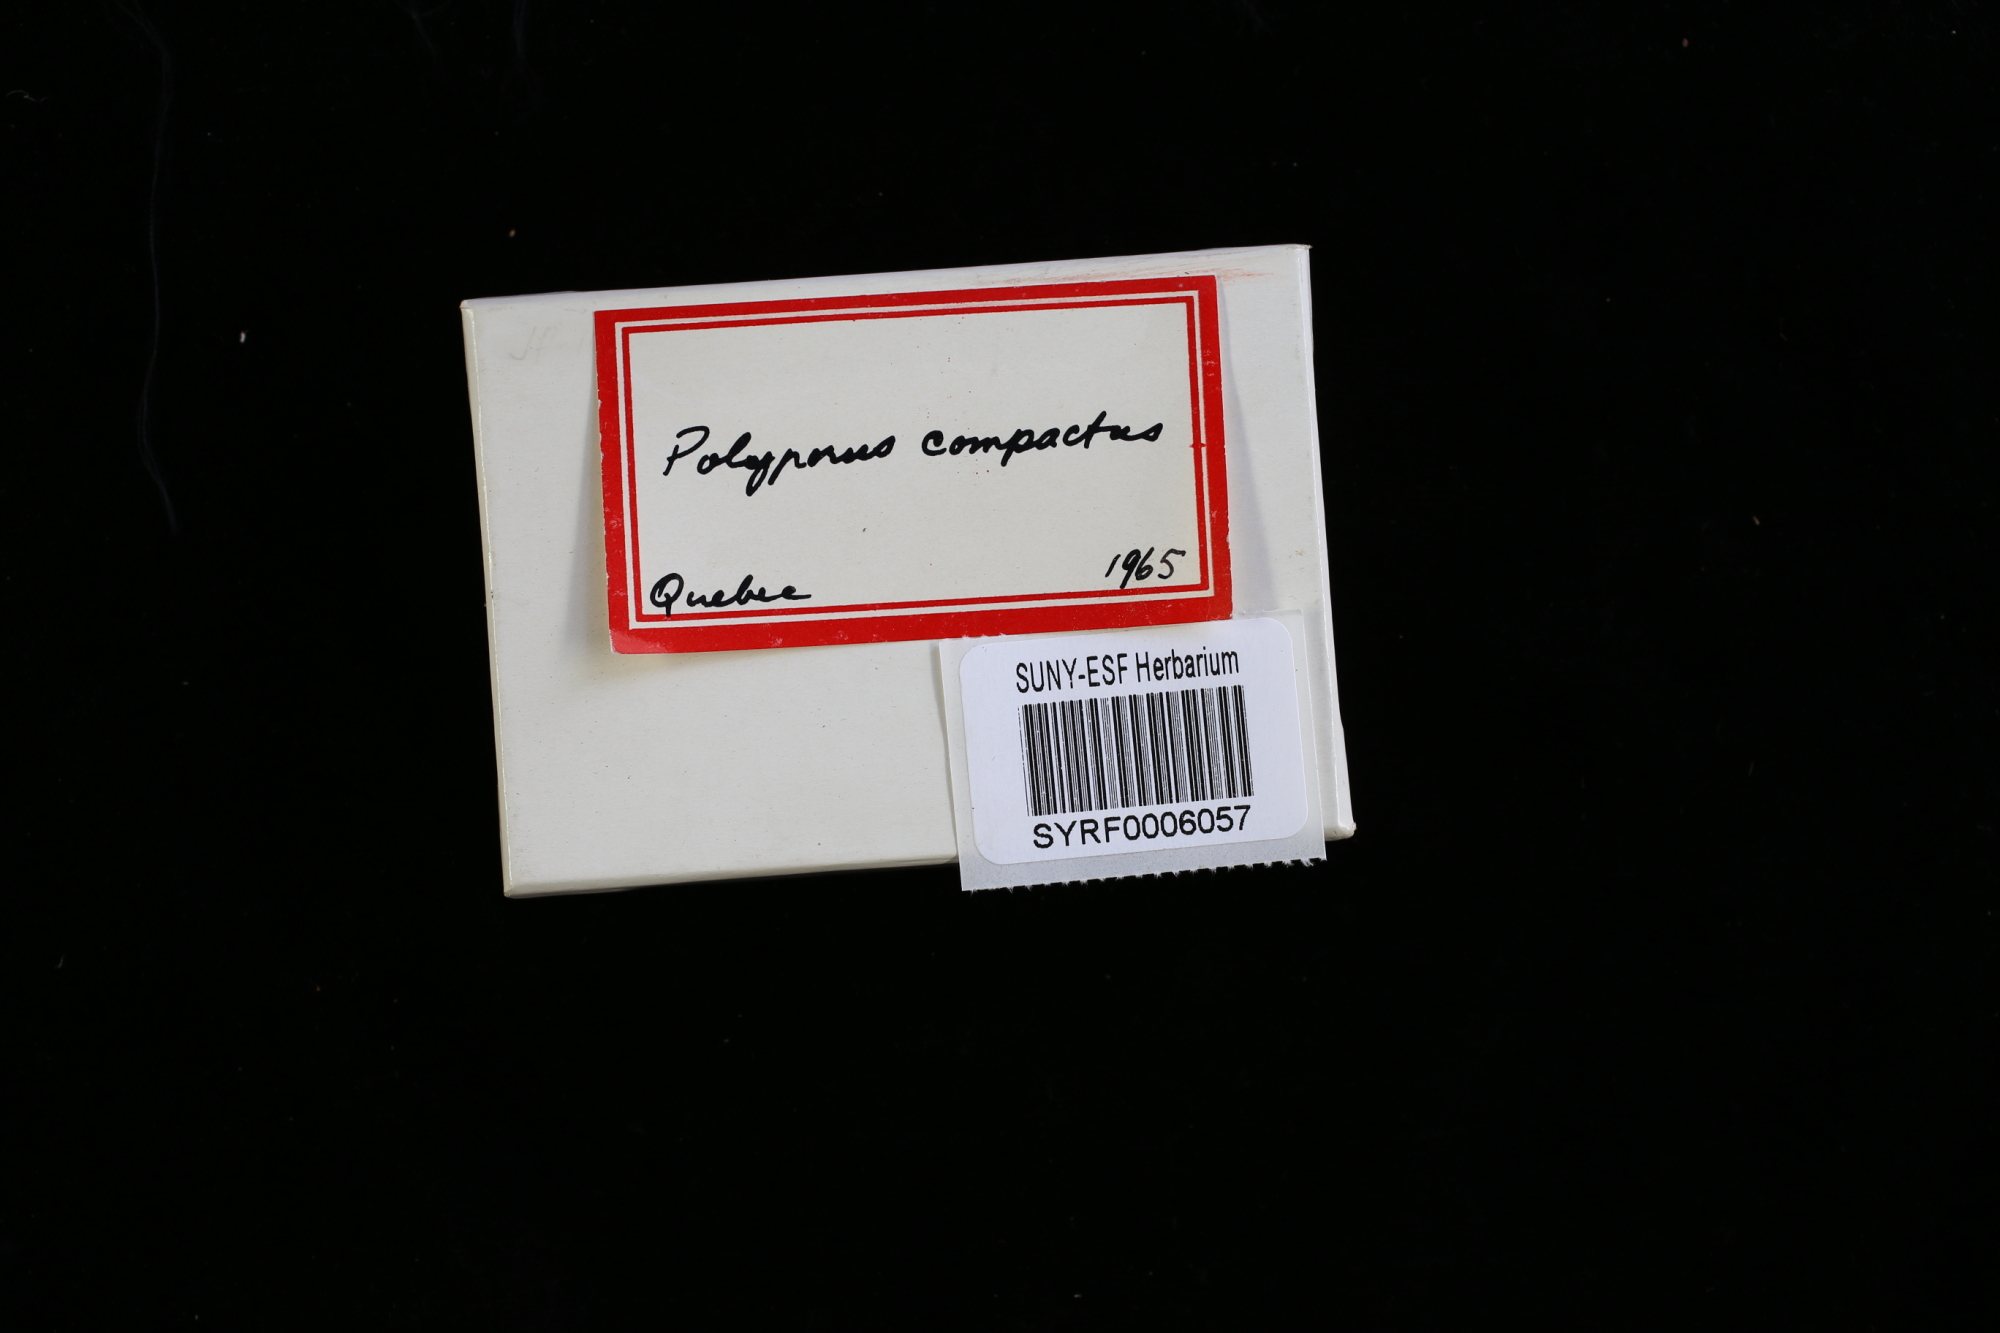 Polyporus compactus
Quebec 1965
SUNY-ESF Herbarium
SYRF0006057